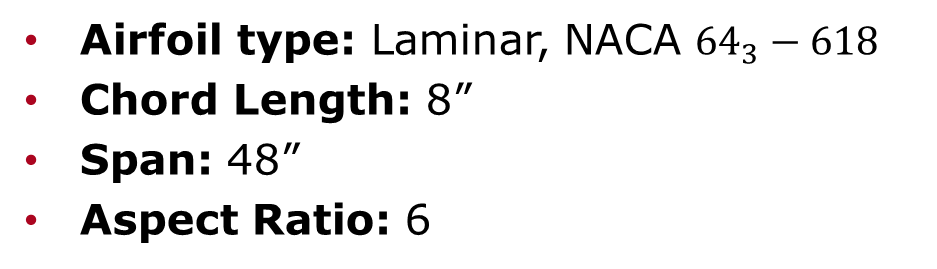 • Airfoil type: Laminar, NACA 64₃ − 618
• Chord Length: 8″
• Span: 48″
• Aspect Ratio: 6